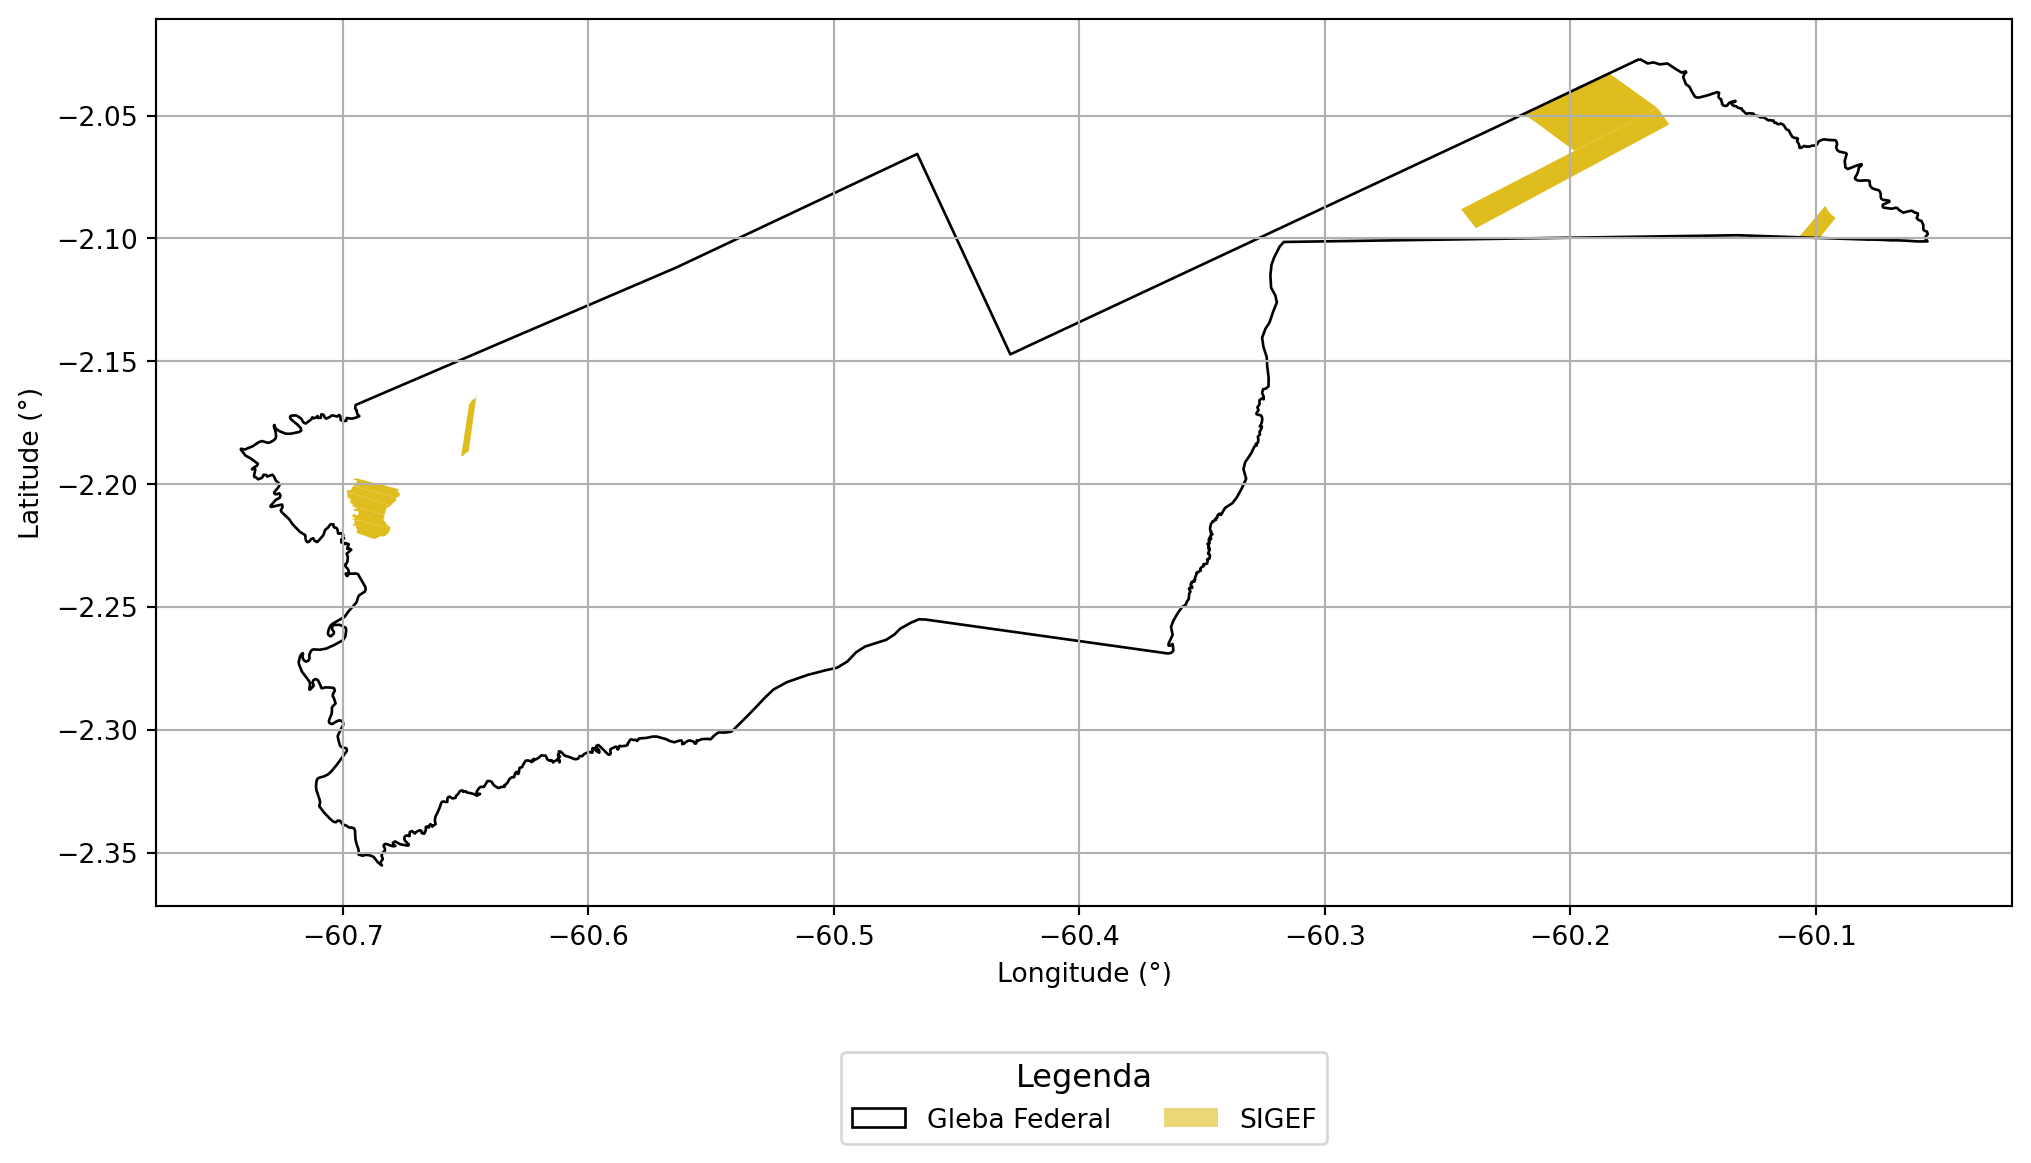 −2.05
−2.10
−2.15
−2.20
−2.25
−2.30
−2.35
Latitude (°)
−60.7 −60.6 −60.5 −60.4 −60.3 −60.2 −60.1
Longitude (°)
Legenda
Gleba Federal SIGEF